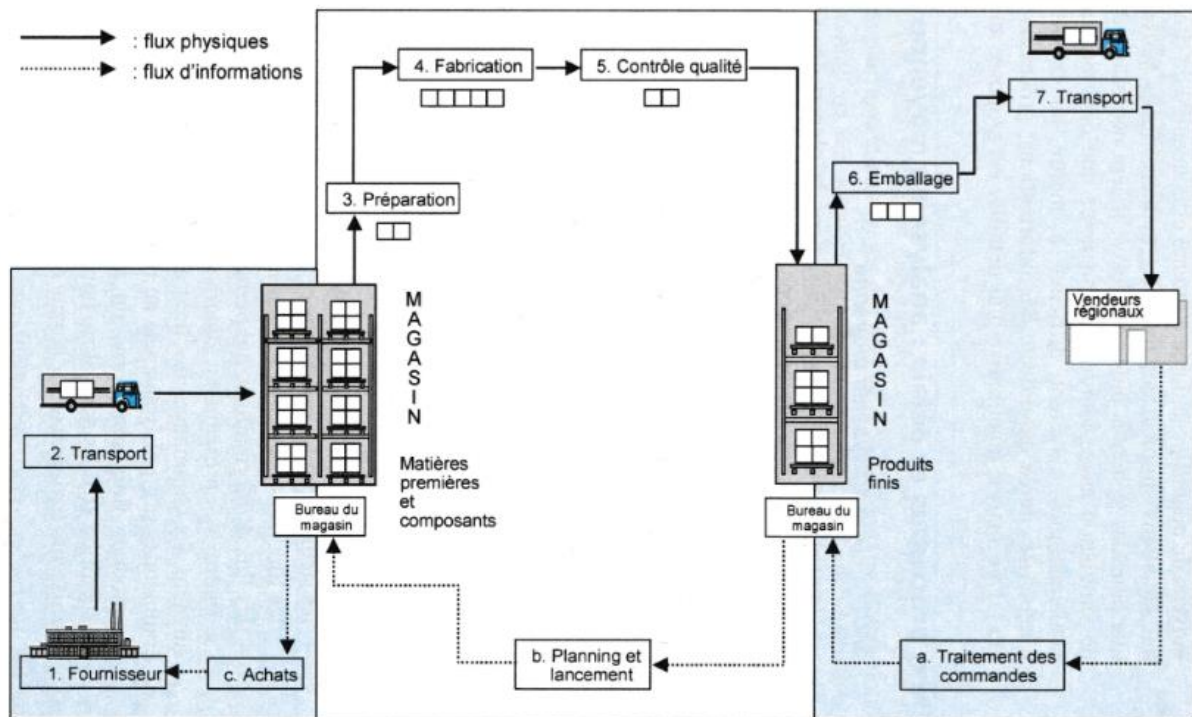 : flux physiques
: flux d'informations
4. Fabrication
5. Contrôle qualité
7. Transport
3. Préparation
6. Emballage
MAGASIN
Matières
premières
et
composants
MAGASIN
Produits
finis
Vendeurs
régionaux
2. Transport
Bureau du
magasin
Bureau du
magasin
1. Fournisseur
c. Achats
b. Planning et
lancement
a. Traitement des
commandes